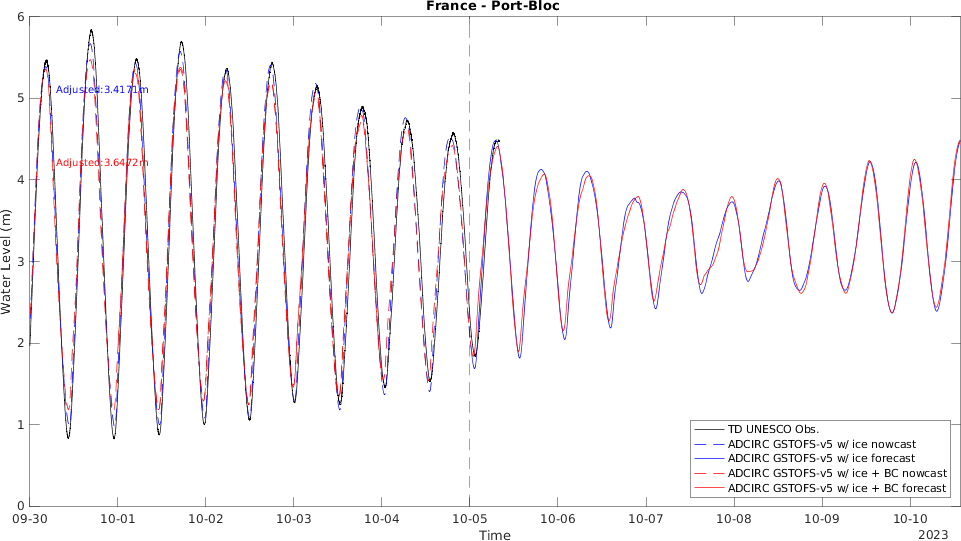 France - Port-Bloc
6
5
4
3
2
1
0
Water Level (m)
Adjusted:3.4171m
Adjusted:3.6472m
TD UNESCO Obs.
ADCIRC GSTOFS-v5 w/ ice nowcast
ADCIRC GSTOFS-v5 w/ ice forecast
ADCIRC GSTOFS-v5 w/ ice + BC nowcast
ADCIRC GSTOFS-v5 w/ ice + BC forecast
09-30 10-01 10-02 10-03 10-04 10-05 10-06 10-07 10-08 10-09 10-10
Time
2023